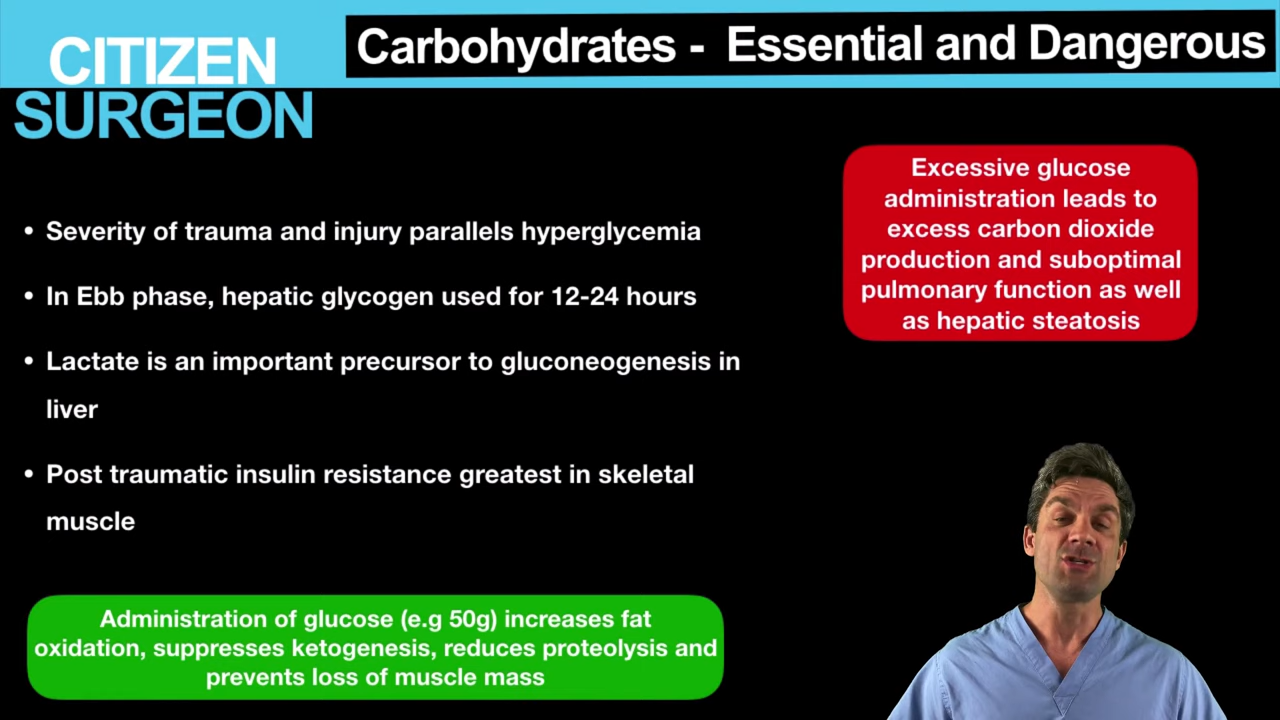 CITIZEN
SURGEON
Carbohydrates - Essential and Dangerous
• Severity of trauma and injury parallels hyperglycemia
• In Ebb phase, hepatic glycogen used for 12-24 hours
• Lactate is an important precursor to gluconeogenesis in
liver
• Post traumatic insulin resistance greatest in skeletal
muscle
Excessive glucose
administration leads to
excess carbon dioxide
production and suboptimal
pulmonary function as well
as hepatic steatosis
Administration of glucose (e.g 50g) increases fat
oxidation, suppresses ketogenesis, reduces proteolysis and
prevents loss of muscle mass